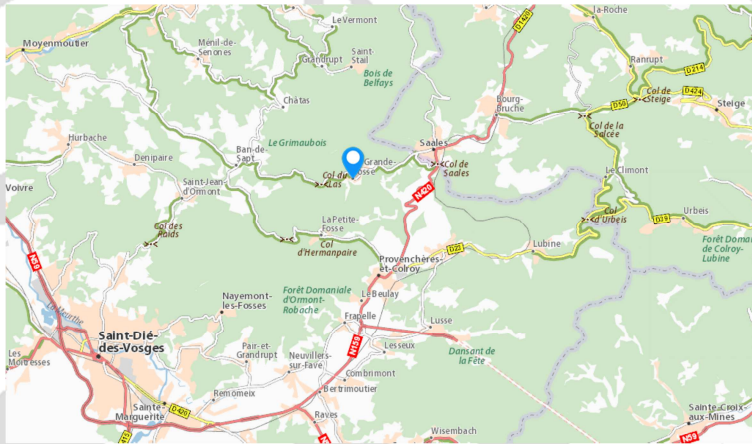 Le Vermont
D1420
la-Roche
Moyenmoutier
Ménil-de-
Senones
Grandrupt
Saint-
Stail
Bois de
Belfays
Ranrupt
D214
D424
Col de
Steige
Steige
D50
Bourg-
Bruche
Châtas
Col de la
Salcée
Hurbache
Denipaire
Le Grimaubois
Saales
Ban-de-
Sapt
Grande-
Fosse
Col de
Saales
Col du
Las
Le Climont
Voivre
Saint-Jean-
d'Ormont
N420
Col
d'Urbeis
Urbeis
D39
La Petite-
Fosse
Col des
Raids
Col
d'Hermanpaire
D23
Lubine
Forêt Doman
de Colroy-
Lubine
N59
Provenchères-
et-Colroy
Forêt Domaniale
d'Ormont-
Robache
Nayemont-
les-Fosses
Le Beulay
La Meurthe
Frapelle
Lusse
Saint-Dié-
des-Vosges
N159
Les
Moîtresses
Pair-et-
Grandrupt
Neuvillers-
sur-Fave
Lesseux
Dansant de
la Fête
Combrimont
Remomeix
Bertrimoutier
Sainte-
Marguerite
D420
Raves
Wisembach
Sainte-Croix-
aux-Mines
N59